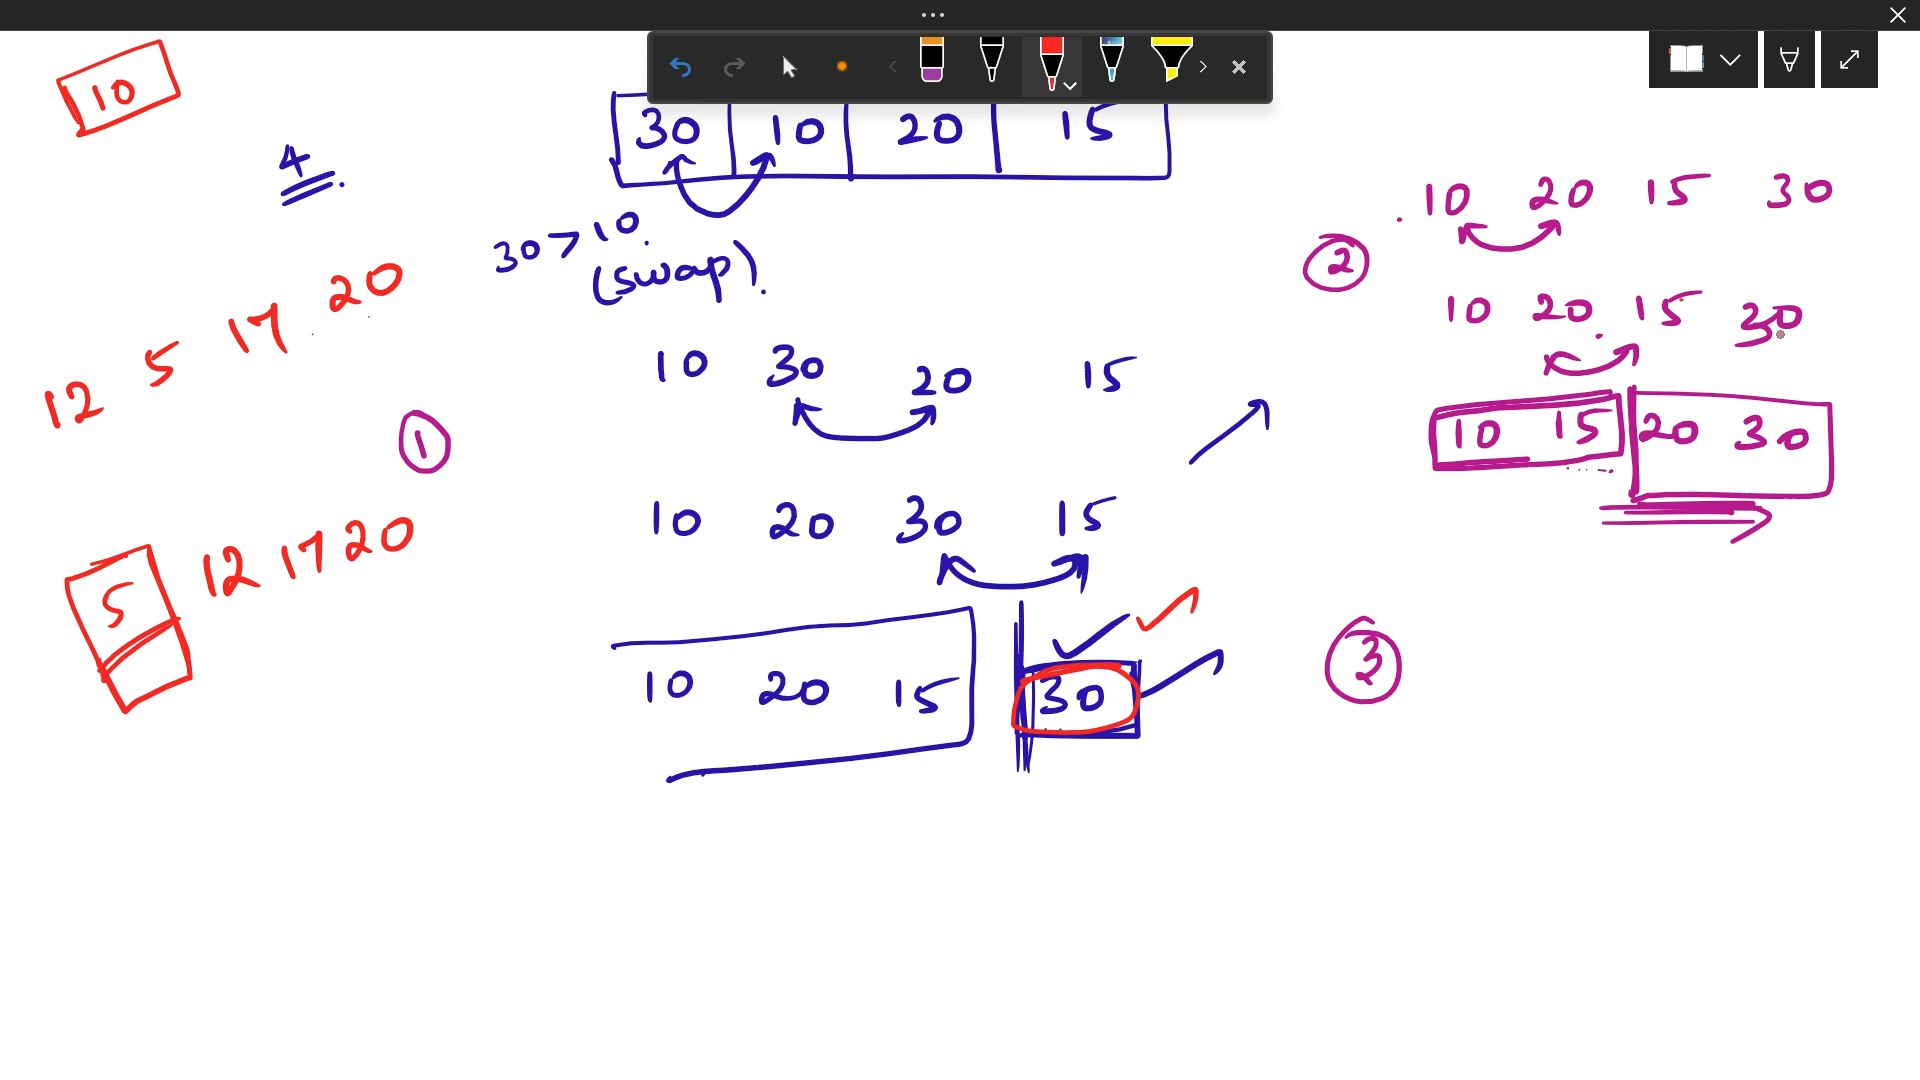 10
4
30 10 20 15
30 > 10.
(swap).
10 30 20 15
①
10 20 30 15
10 20 15 30
12 5 17 20
5 12 17 20
②
10 20 15 30
10 20 15 30
10 15 20 30
③